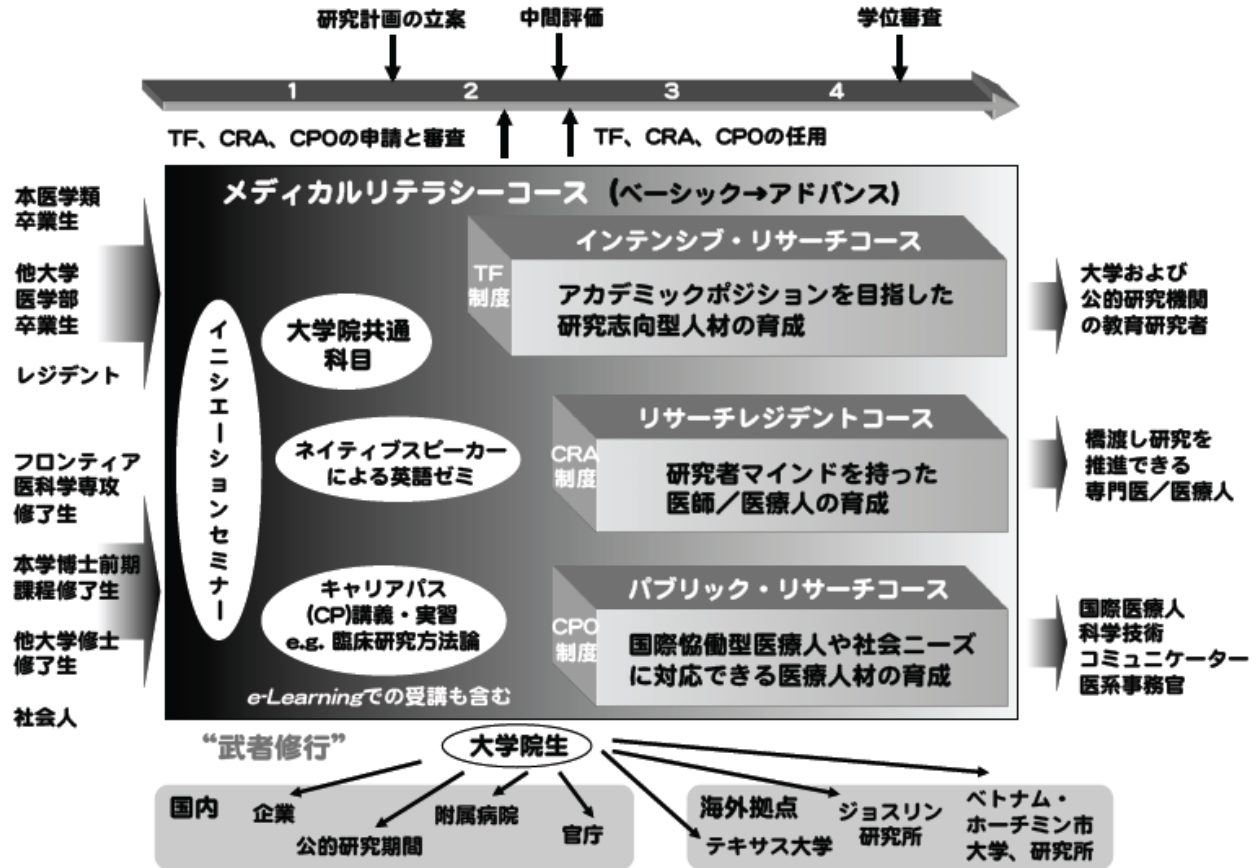 研究計画の立案
中間評価
学位審査
1
2
3
4
TF、CRA、CPOの申請と審査
TF、CRA、CPOの任用
本医学類
卒業生
他大学
医学部
卒業生
レジデント
フロンティア
医科学専攻
修了生
本学博士前期
課程修了生
他大学修士
修了生
社会人
メディカルリテラシーコース (ベーシック→アドバンス)
イニシエーションセミナー
大学院共通
科目
ネイティブスピーカー
による英語ゼミ
キャリアパス
(CP)講義・実習
e.g. 臨床研究方法論
e-Learningでの受講も含む
インテンシブ・リサーチコース
TF
制度
アカデミックポジションを目指した
研究志向型人材の育成
リサーチレジデントコース
CRA
制度
研究者マインドを持った
医師／医療人の育成
パブリック・リサーチコース
CPO
制度
国際恊働型医療人や社会ニーズ
に対応できる医療人材の育成
大学および
公的研究機関
の教育研究者
橋渡し研究を
推進できる
専門医／医療人
国際医療人
科学技術
コミュニケーター
医系事務官
“武者修行”
大学院生
国内
企業
公的研究期間
附属病院
官庁
海外拠点
テキサス大学
ジョスリン
研究所
ベトナム・
ホーチミン市
大学、研究所